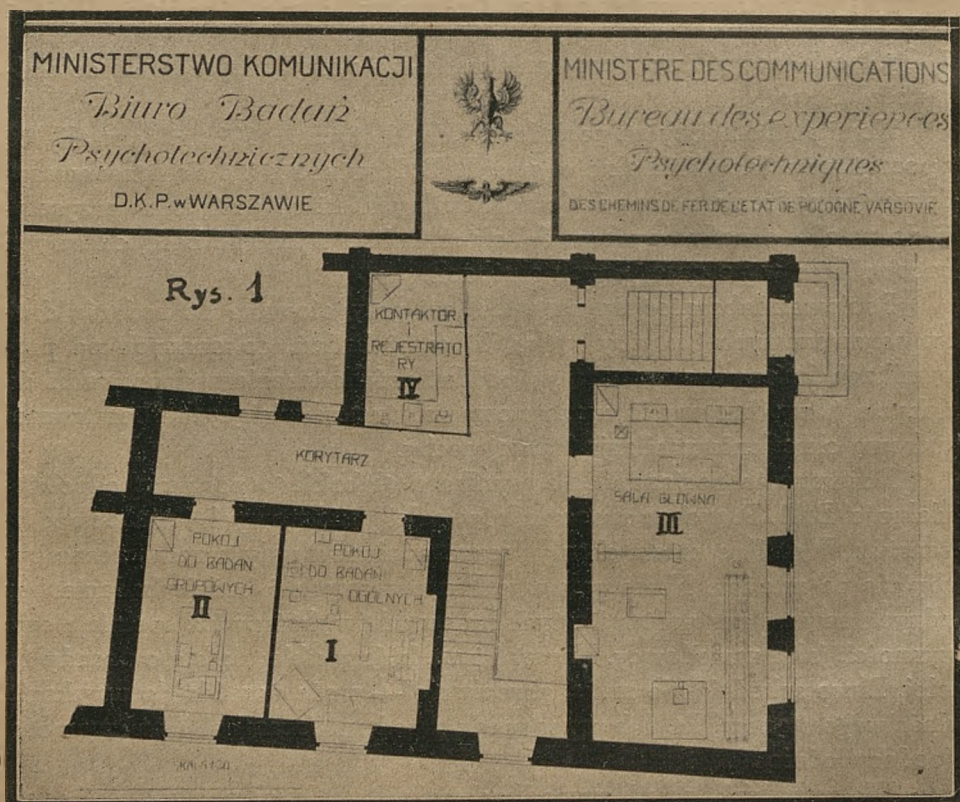 MINISTERSTWO KOMUNIKACJI
Biuro Badań
Psychotechnicznych
D.K.P. w WARSZAWIE
MINISTERE DES COMMUNICATIONS
Bureau des experiences
Psychotechniques
DES CHEMINS DE FER DE L'ETAT DE POLOGNE VARSOVIE
Rys. 1
KONTAKTOR
i
REJESTRATO
RY
IV
KORYTARZ
SALA GŁÓWNA
III
POKÓJ
DO BADAŃ
GRUPOWYCH
II
POKÓJ
DO BADAŃ
OGÓLNYCH
I